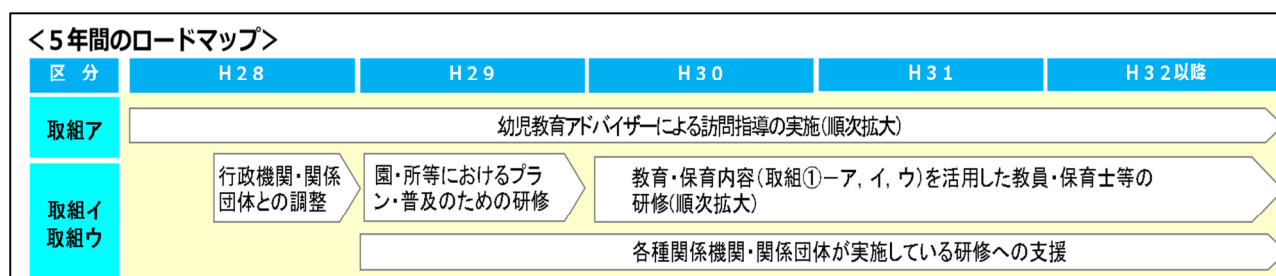 ＜５年間のロードマップ＞
区　分　Ｈ２８　Ｈ２９　Ｈ３０　Ｈ３１　Ｈ３２以降
取組ア　幼児教育アドバイザーによる訪問指導の実施(順次拡大)
取組イ
取組ウ
行政機関・関係
団体との調整
園・所等におけるプラ
ン・普及のための研修
教育・保育内容(取組①－ア，イ，ウ)を活用した教員・保育士等の
研修(順次拡大)
各種関係機関・関係団体が実施している研修への支援